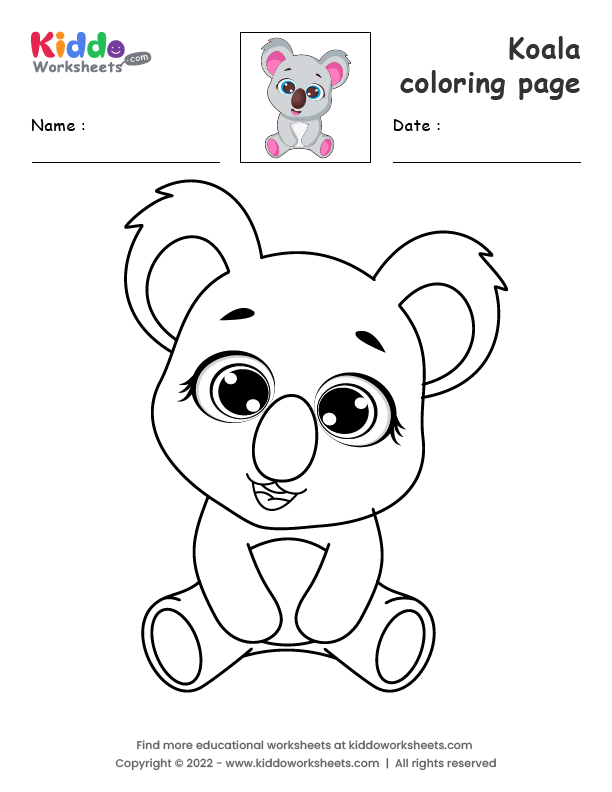 Kiddo
Worksheets.com
Koala
coloring page
Name :
Date :
Find more educational worksheets at kiddoworksheets.com
Copyright © 2022 - www.kiddoworksheets.com | All rights reserved